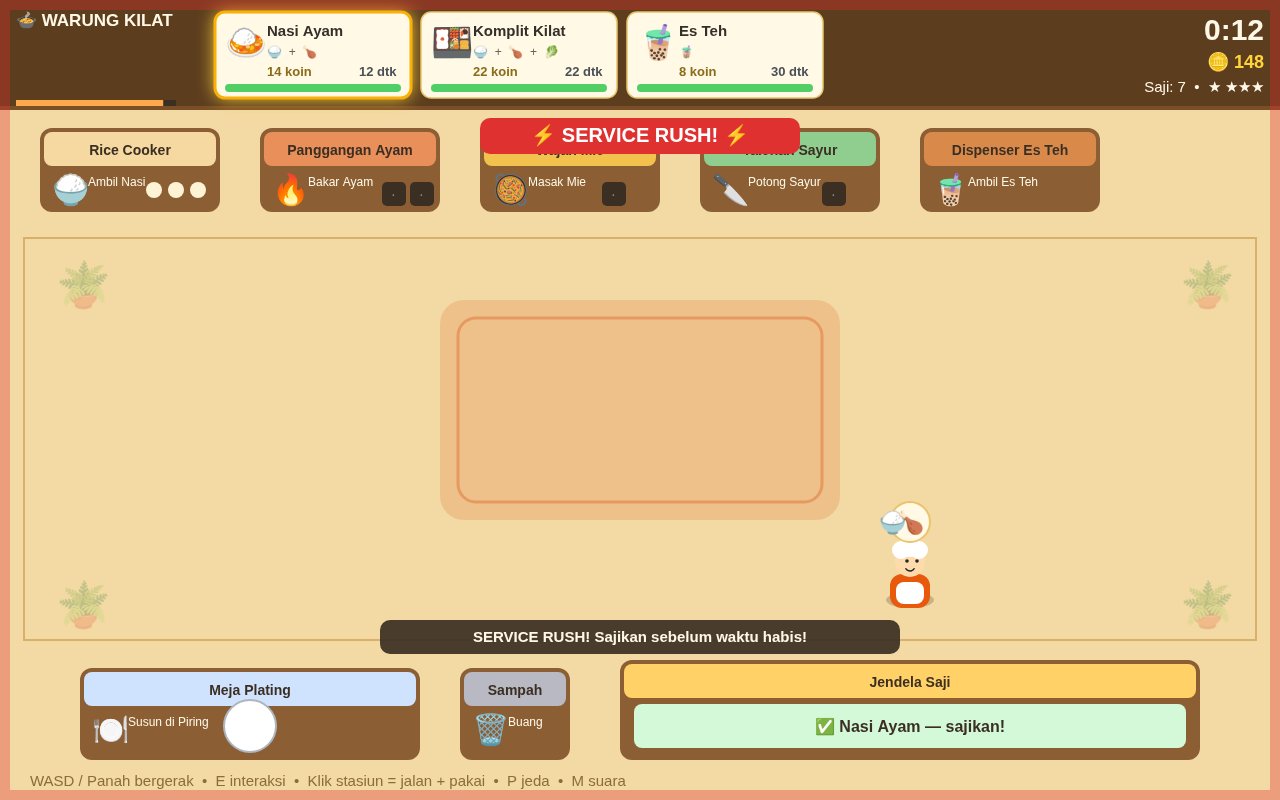 WARUNG KILAT
Nasi Ayam
+
14 koin 12 dtk
Komplit Kilat
+ +
22 koin 22 dtk
Es Teh
8 koin 30 dtk
0:12
148
Saji: 7 • ★ ★★★
⚡ SERVICE RUSH! ⚡
Rice Cooker
Ambil Nasi
Panggangan Ayam
Bakar Ayam
Masak Mie
Sayur
Potong Sayur
Dispenser Es Teh
Ambil Es Teh
SERVICE RUSH! Sajikan sebelum waktu habis!
Meja Plating
Susun di Piring
Sampah
Buang
Jendela Saji
✅ Nasi Ayam — sajikan!
WASD / Panah bergerak • E interaksi • Klik stasiun = jalan + pakai • P jeda • M suara